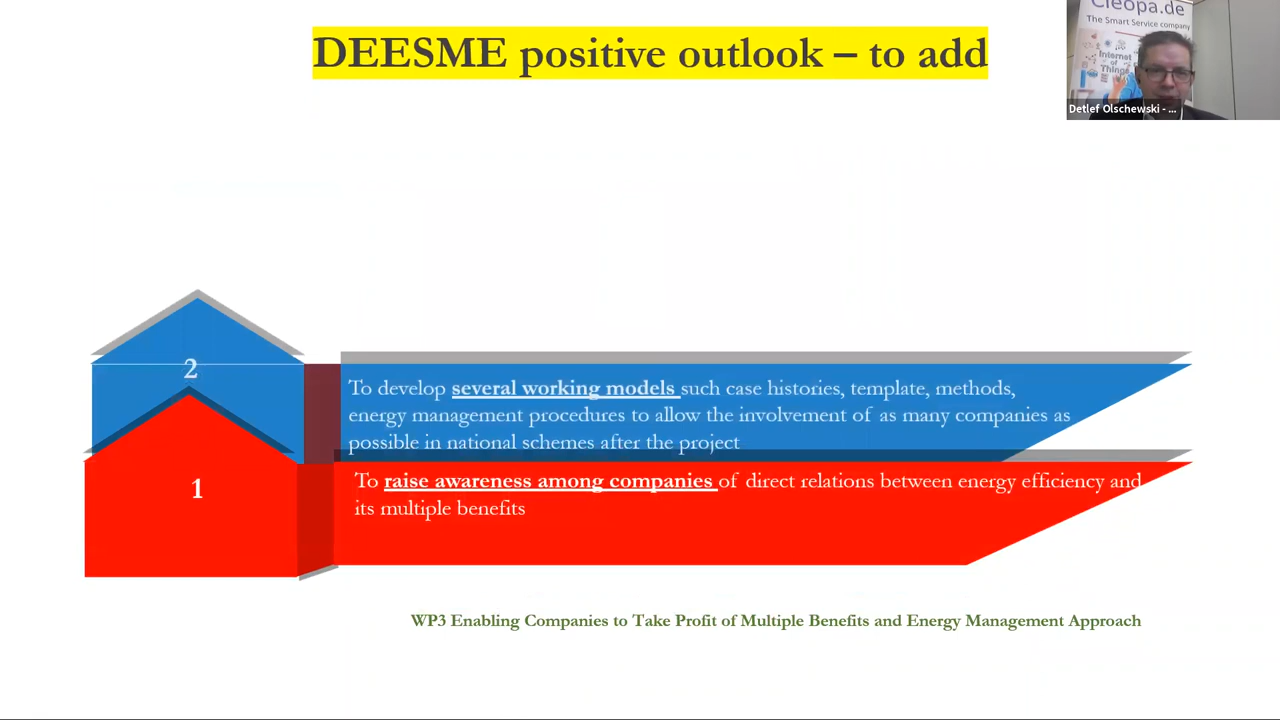 DEESME positive outlook – to add
Cleopa.de
The Smart Service company
Internet
of
Things
Detlef Olschewski - ...
2
To develop several working models such case histories, template, methods,
energy management procedures to allow the involvement of as many companies as
possible in national schemes after the project
1
To raise awareness among companies of direct relations between energy efficiency and
its multiple benefits
WP3 Enabling Companies to Take Profit of Multiple Benefits and Energy Management Approach